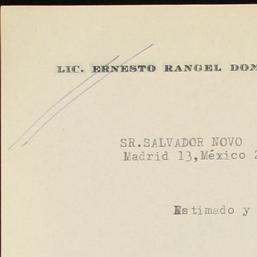 LIC. ERNESTO RANGEL DOM
SR.SALVADOR NOVO
Madrid 13,México 2
Estimado y